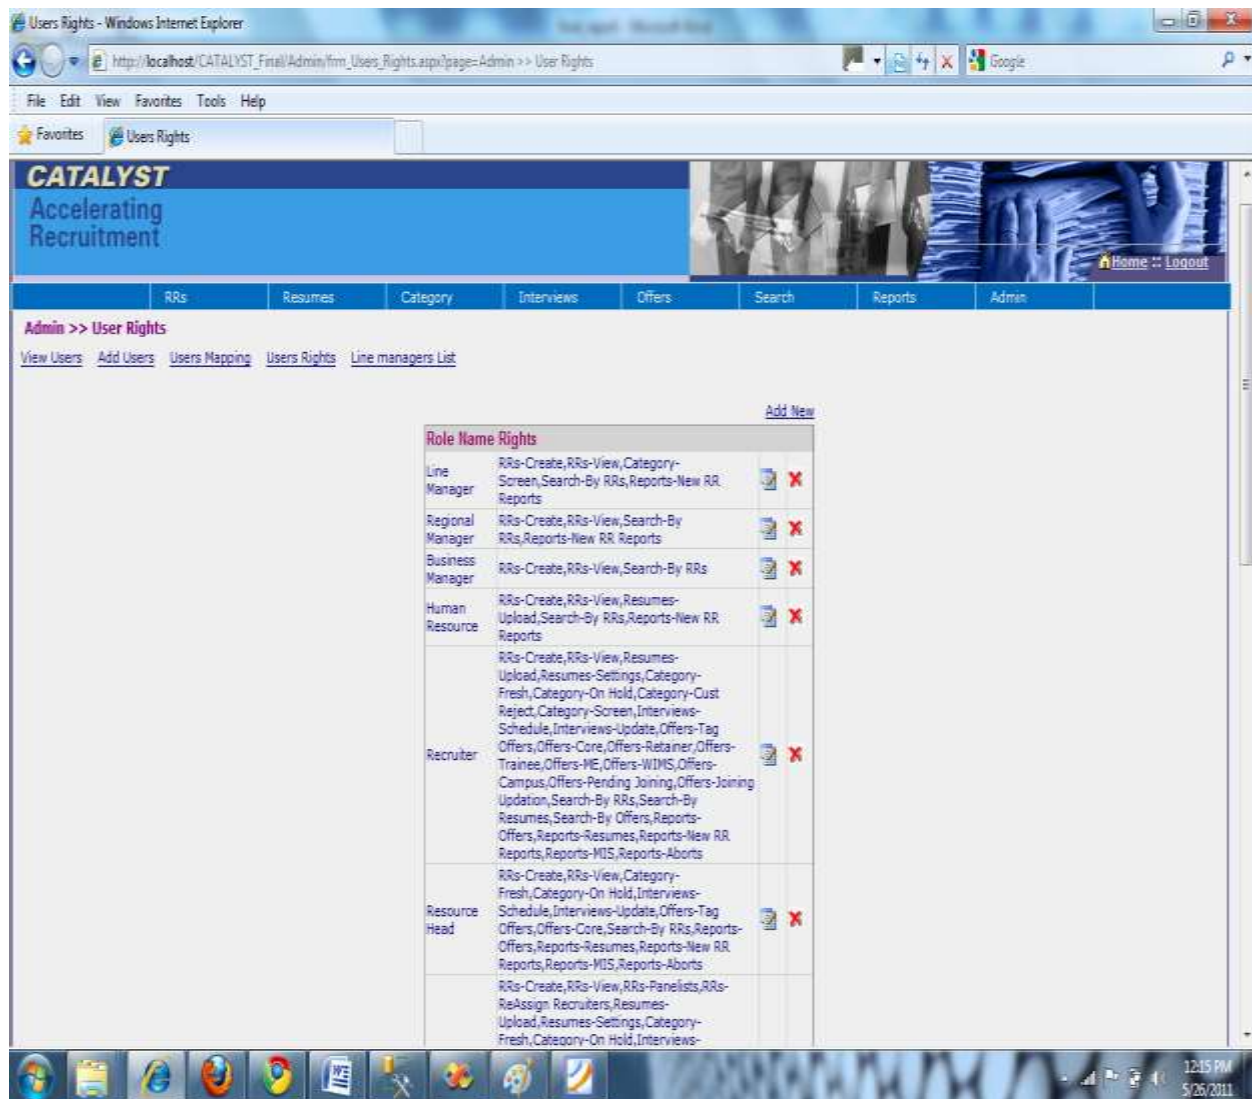 Users Rights - Windows Internet Explorer
http://localhost/CATALYST_Final/Admin/frm_Users_Rights.aspx?page=Admin >> User Rights
Google
File Edit View Favorites Tools Help
Favorites Users Rights
CATALYST
Accelerating
Recruitment
Home :: Logout
RRs Resumes Category Interviews Offers Search Reports Admin
Admin >> User Rights
View Users Add Users Users Mapping Users Rights Line managers List
Add New
Role Name Rights
Line
Manager
RRs-Create,RRs-View,Category-
Screen,Search-By RRs,Reports-New RR
Reports
Regional
Manager
RRs-Create,RRs-View,Search-By
RRs,Reports-New RR Reports
Business
Manager
RRs-Create,RRs-View,Search-By RRs
Human
Resource
RRs-Create,RRs-View,Resumes-
Upload,Search-By RRs,Reports-New RR
Reports
Recruiter
RRs-Create,RRs-View,Resumes-
Upload,Resumes-Settings,Category-
Fresh,Category-On Hold,Category-Cust
Reject,Category-Screen,Interviews-
Schedule,Interviews-Update,Offers-Tag
Offers,Offers-Core,Offers-Retainer,Offers-
Trainee,Offers-ME,Offers-WIMS,Offers-
Campus,Offers-Pending Joining,Offers-Joining
Updation,Search-By RRs,Search-By
Resumes,Search-By Offers,Reports-
Offers,Reports-Resumes,Reports-New RR
Reports,Reports-MIS,Reports-Aborts
Resource
Head
RRs-Create,RRs-View,Category-
Fresh,Category-On Hold,Interviews-
Schedule,Interviews-Update,Offers-Tag
Offers,Offers-Core,Search-By RRs,Reports-
Offers,Reports-Resumes,Reports-New RR
Reports,Reports-MIS,Reports-Aborts
RRs-Create,RRs-View,RRs-Panelists,RRs-
ReAssign Recruiters,Resumes-
Upload,Resumes-Settings,Category-
Fresh,Category-On Hold,Interviews-
12:15 PM
5/26/2011